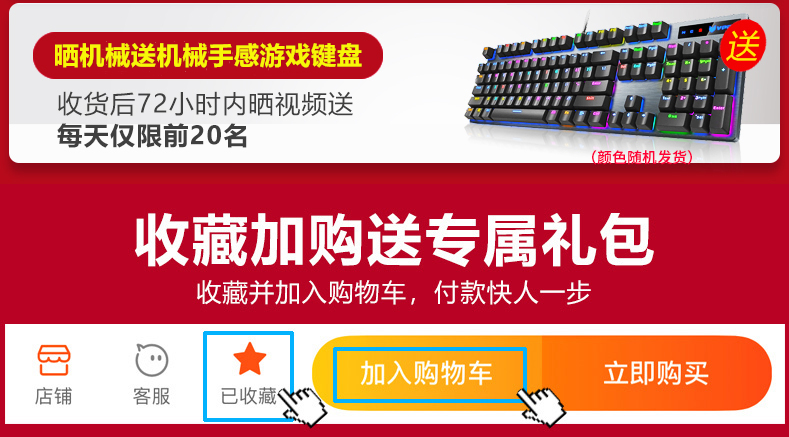 晒机械送机械手感游戏键盘
送
收货后72小时内晒视频送
每天仅限前20名
（颜色随机发货）
收藏加购送专属礼包
收藏并加入购物车，付款快人一步
店铺
客服
已收藏
加入购物车
立即购买